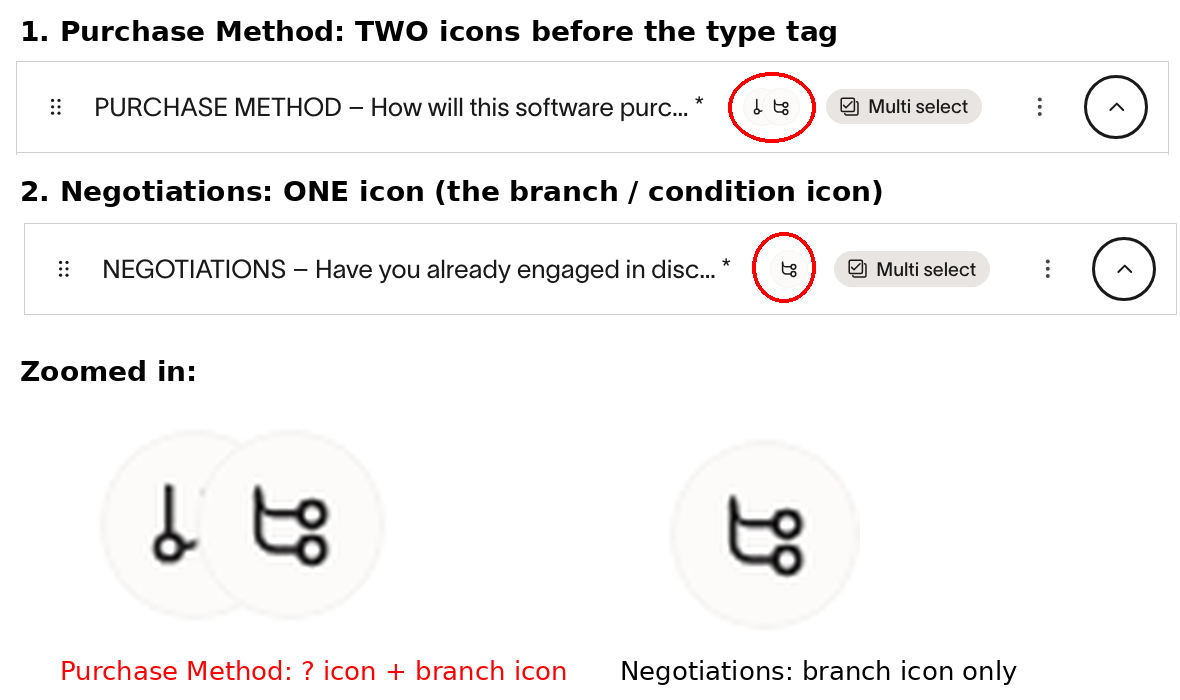 1. Purchase Method: TWO icons before the type tag
PURCHASE METHOD – How will this software purc... *
Multi select
2. Negotiations: ONE icon (the branch / condition icon)
NEGOTIATIONS – Have you already engaged in disc... *
Multi select
Zoomed in:
Purchase Method: ? icon + branch icon
Negotiations: branch icon only